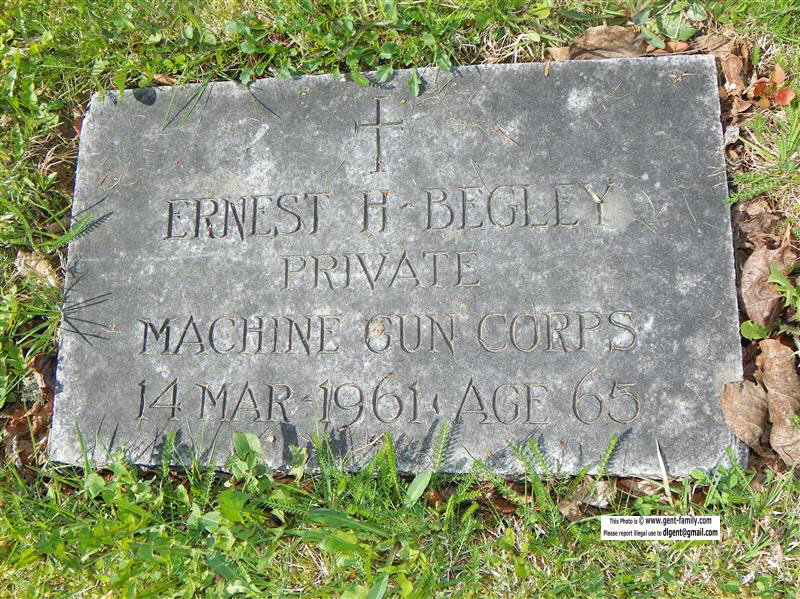 ERNEST H - BEGLEY
PRIVATE
MACHINE GUN CORPS
14 MAR - 1961 · AGE 65
This Photo is © www.gent-family.com
Please report illegal use to dlgent@gmail.com